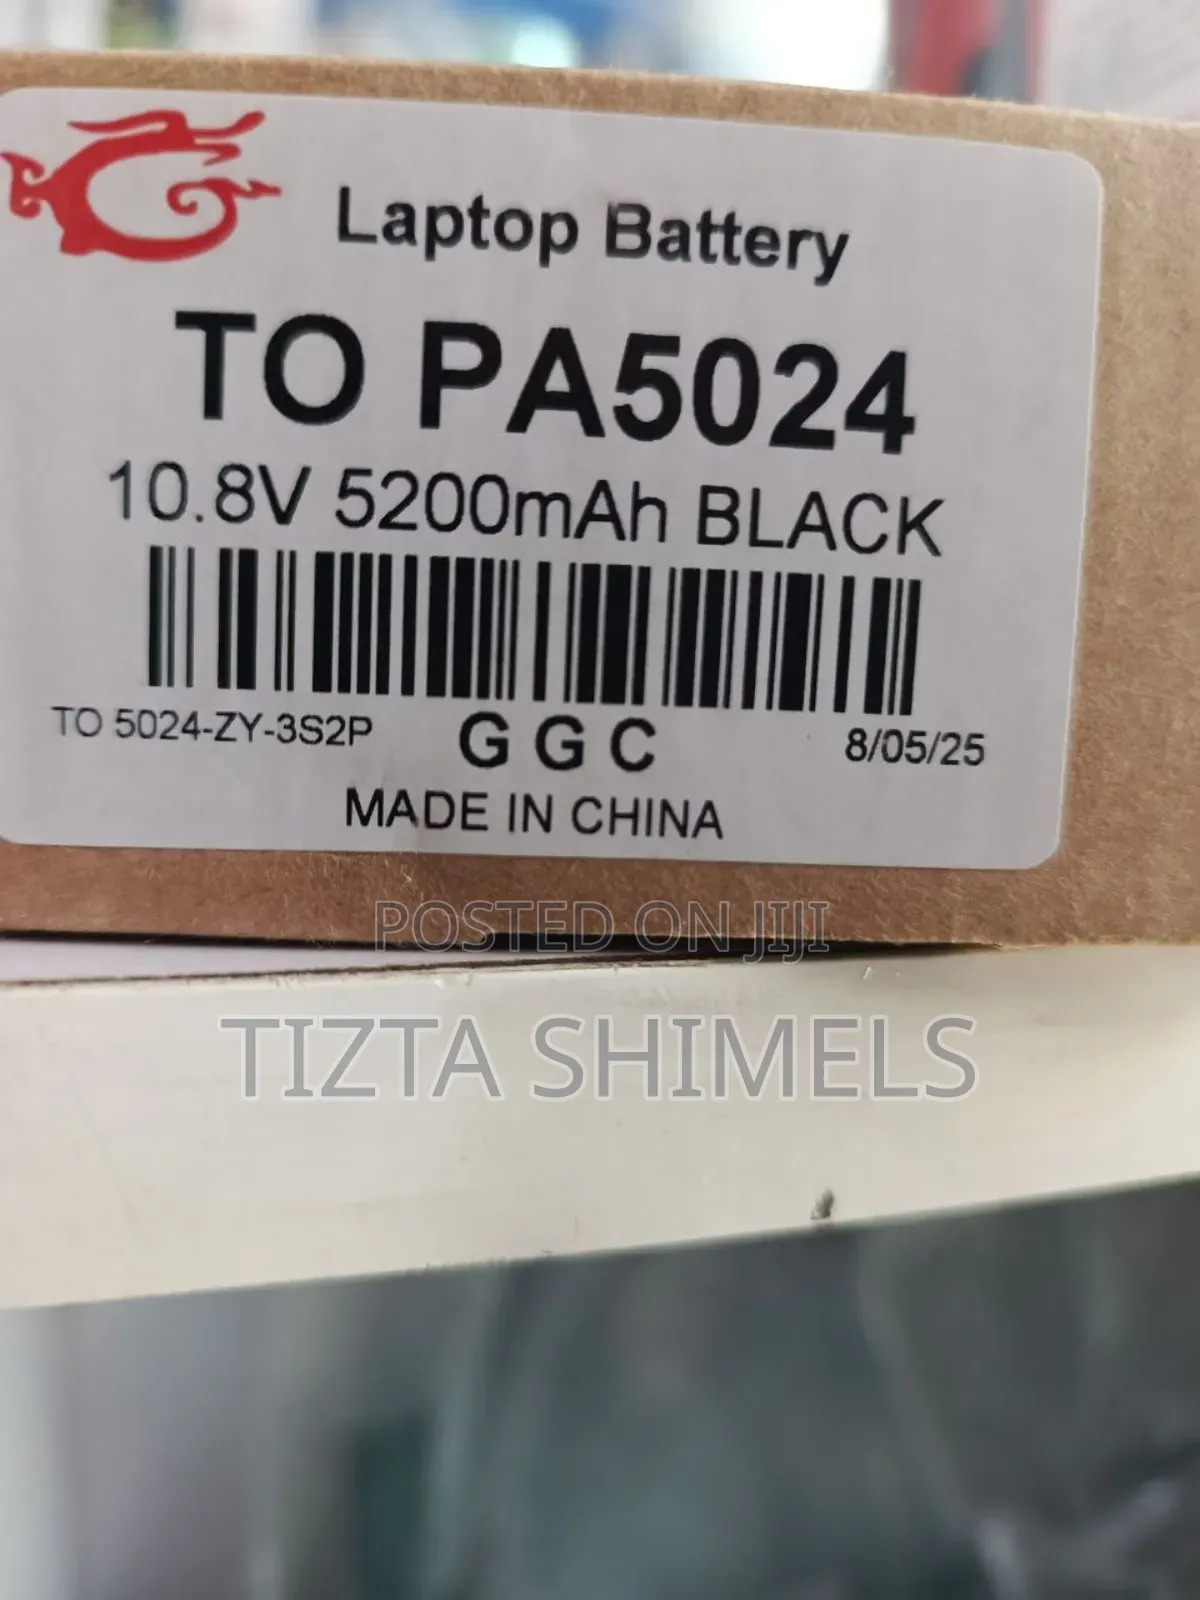 Laptop Battery
TO PA5024
10.8V 5200mAh BLACK
TO 5024-ZY-3S2P GGC 8/05/25
MADE IN CHINA
POSTED ON JIJI
TIZTA SHIMELS